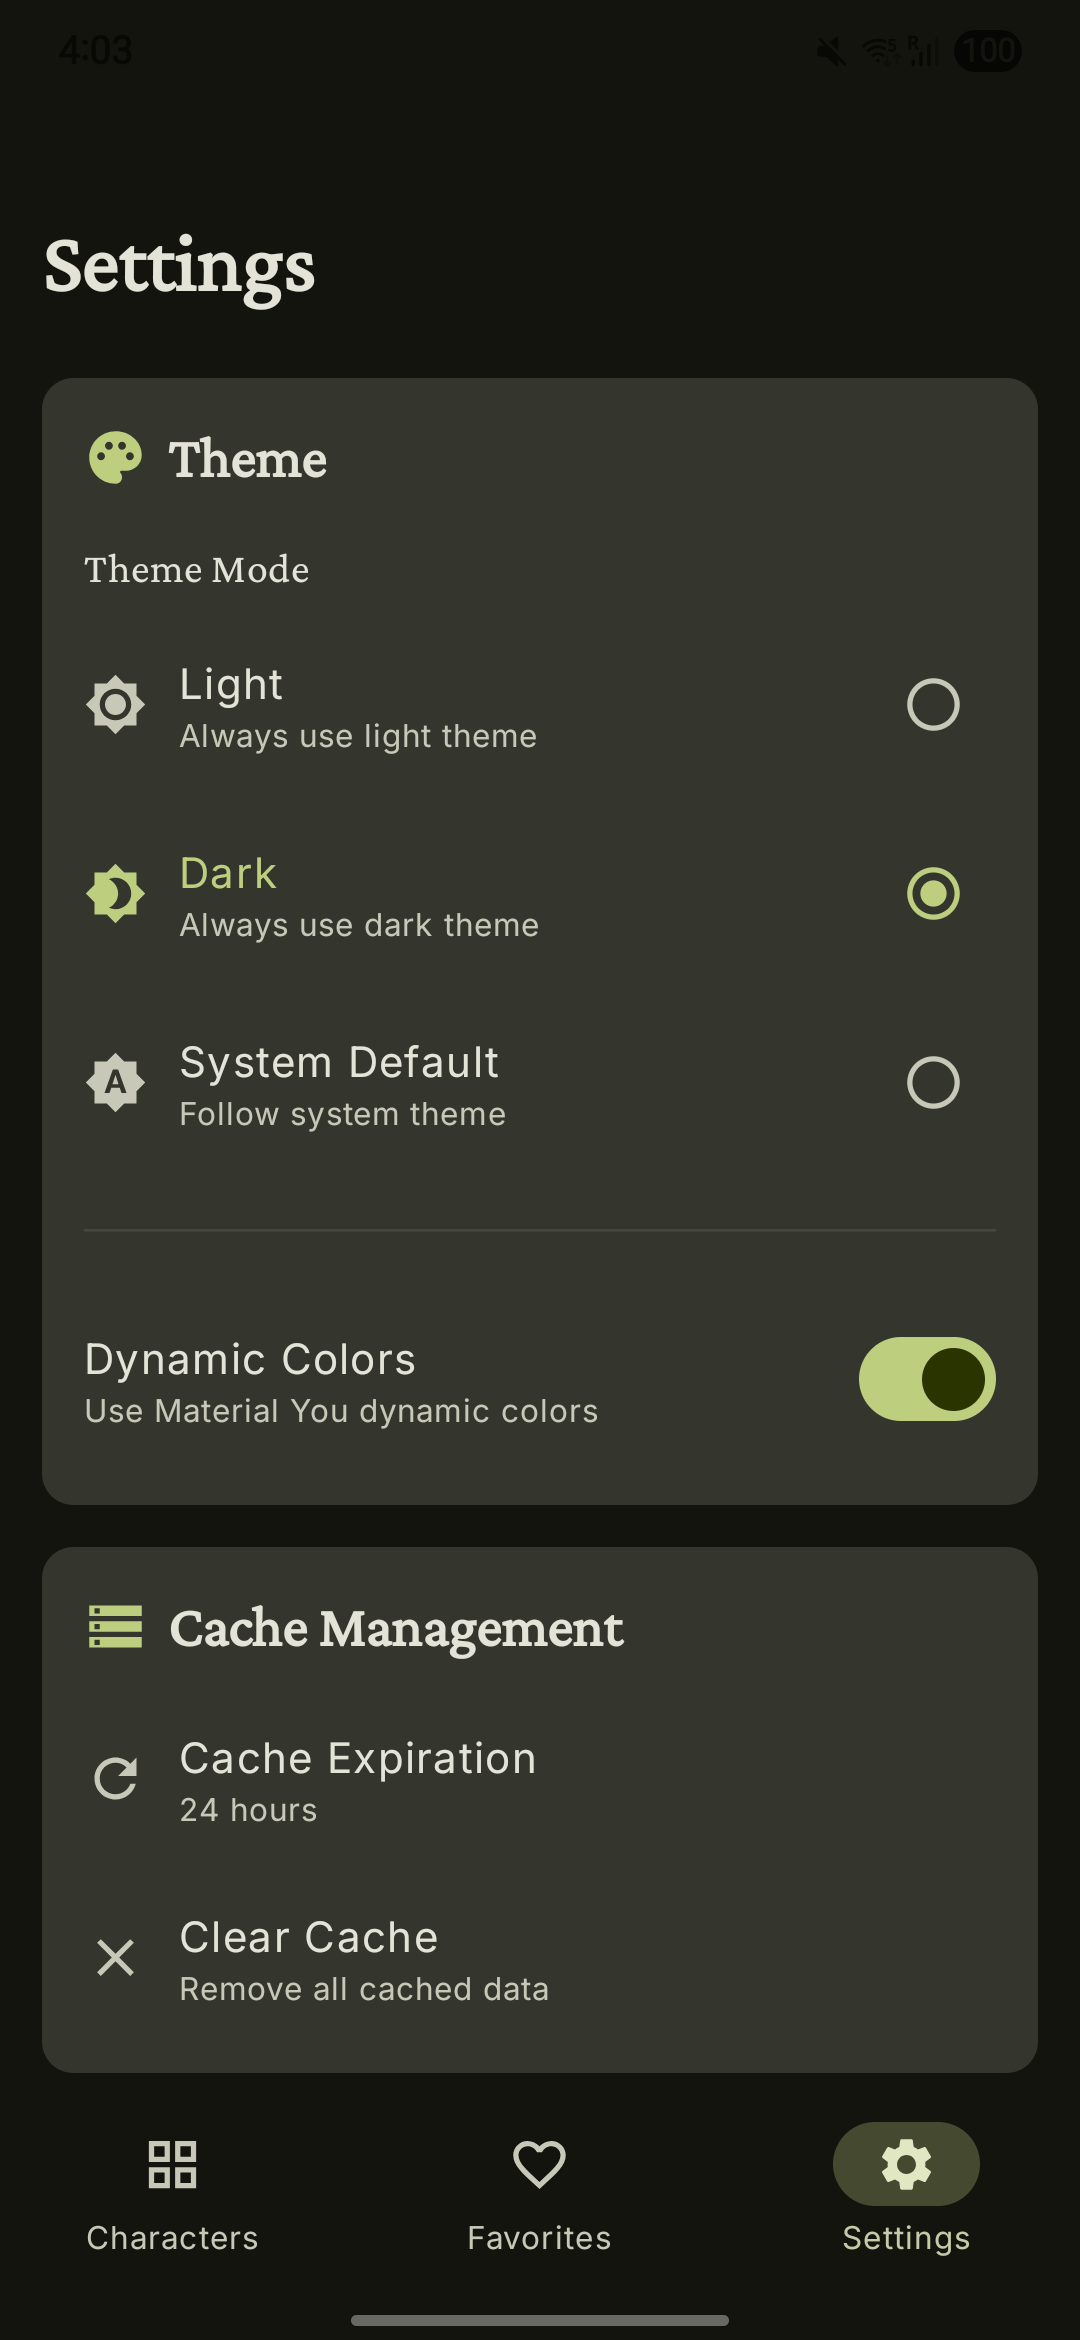 4:03
5 R 100
Settings
Theme
Theme Mode
Light
Always use light theme
Dark
Always use dark theme
A
System Default
Follow system theme
Dynamic Colors
Use Material You dynamic colors
Cache Management
Cache Expiration
24 hours
Clear Cache
Remove all cached data
Characters
Favorites
Settings